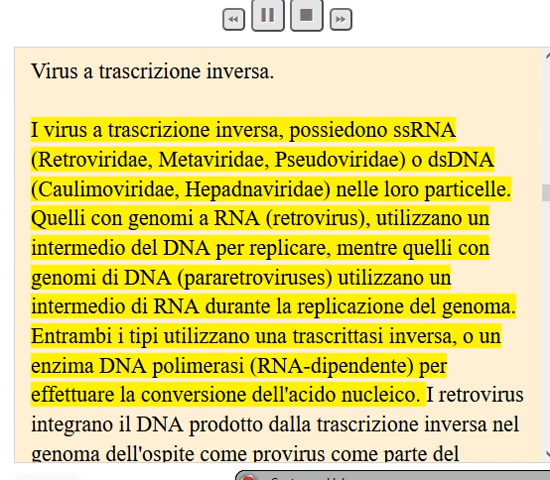 Virus a trascrizione inversa.
I virus a trascrizione inversa, possiedono ssRNA
(Retroviridae, Metaviridae, Pseudoviridae) o dsDNA
(Caulimoviridae, Hepadnaviridae) nelle loro particelle.
Quelli con genomi a RNA (retrovirus), utilizzano un
intermedio del DNA per replicare, mentre quelli con
genomi di DNA (pararetroviruses) utilizzano un
intermedio di RNA durante la replicazione del genoma.
Entrambi i tipi utilizzano una trascrittasi inversa, o un
enzima DNA polimerasi (RNA-dipendente) per
effettuare la conversione dell'acido nucleico. I retrovirus
integrano il DNA prodotto dalla trascrizione inversa nel
genoma dell'ospite come provirus come parte del